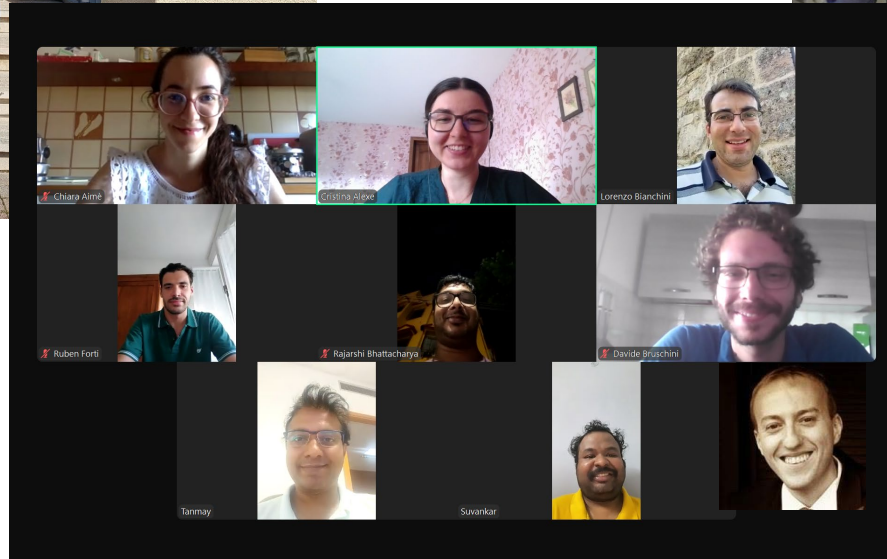 Chiara Aimè
Cristina Alexe
Lorenzo Bianchini
Ruben Forti
Rajarshi Bhattacharya
Davide Bruschini
Tanmay
Suvankar